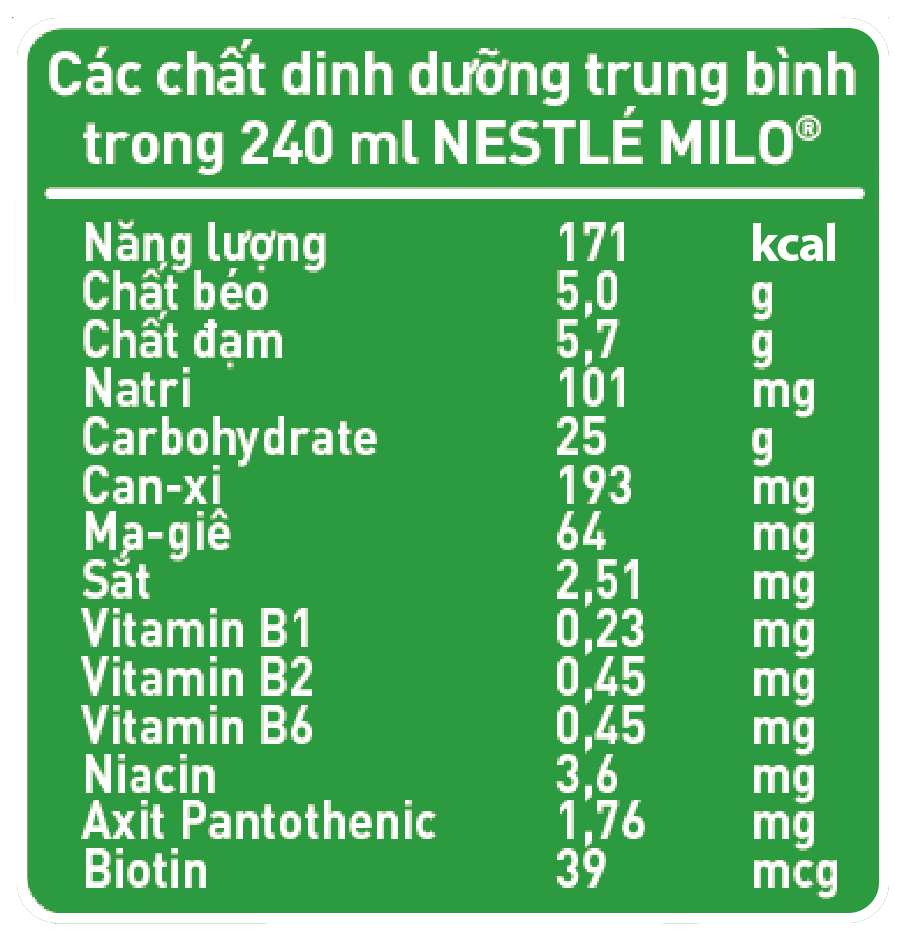 Các chất dinh dưỡng trung bình
trong 240 ml NESTLÉ MILO®
Năng lượng 171 kcal
Chất béo 5,0 g
Chất đạm 5,7 g
Natri 101 mg
Carbohydrate 25 g
Can-xi 193 mg
Ma-giê 64 mg
Sắt 2,51 mg
Vitamin B1 0,23 mg
Vitamin B2 0,45 mg
Vitamin B6 0,45 mg
Niacin 3,6 mg
Axit Pantothenic 1,76 mg
Biotin 39 mcg